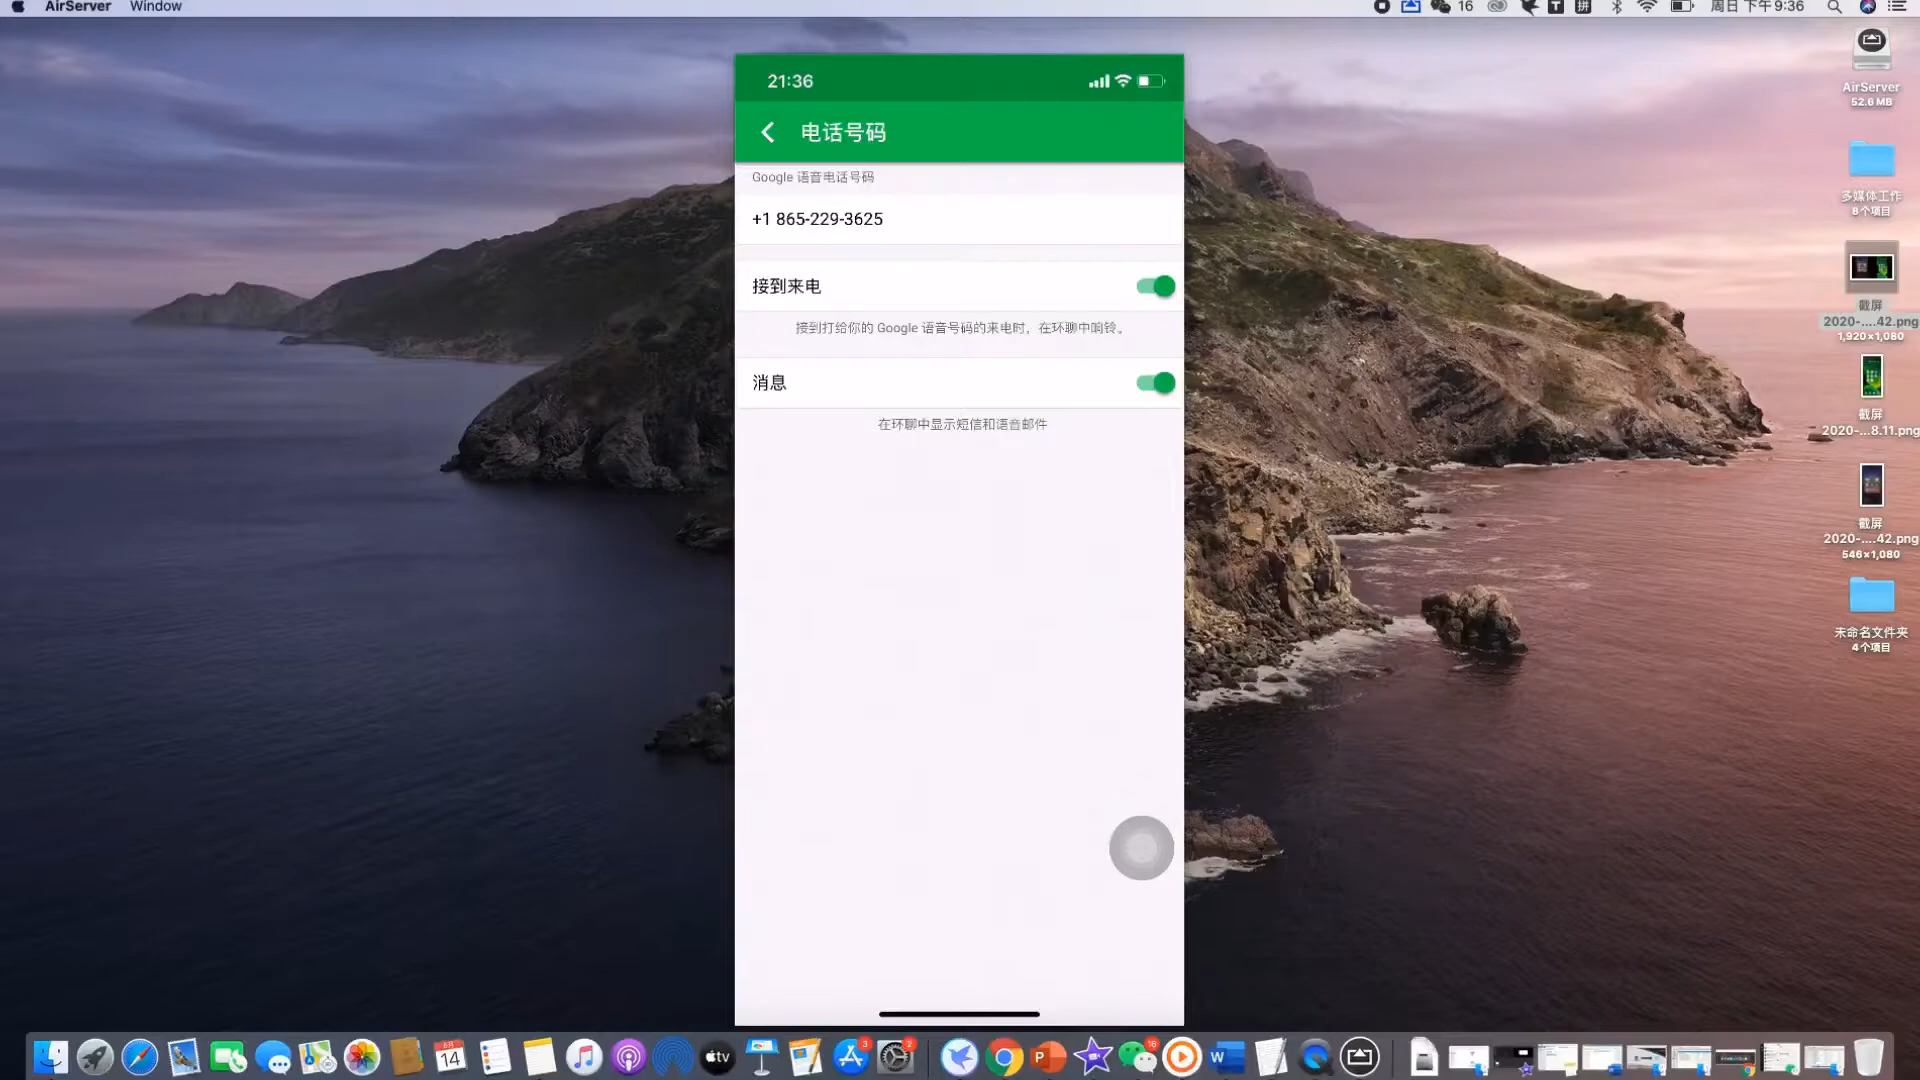 AirServer Window
16
周日下午9:36
21:36
电话号码
Google 语音电话号码
+1 865-229-3625
接到来电
接到打给你的 Google 语音号码的来电时，在环聊中响铃。
消息
在环聊中显示短信和语音邮件
AirServer
52.6 MB
多媒体工作
8个项目
截屏
2020-....42.png
1,920×1,080
截屏
2020-...8.11.png
截屏
2020-....42.png
546×1,080
未命名文件夹
4个项目
14
tv
3
2
P
16
W